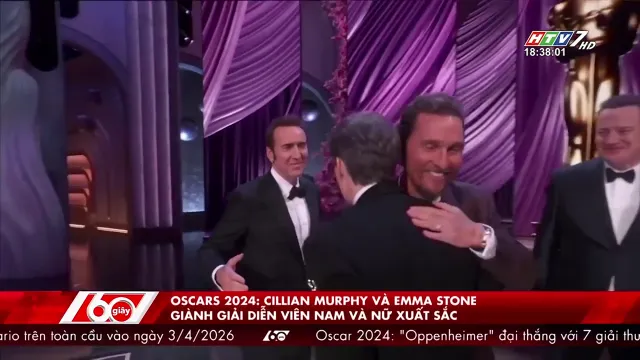 HTV7 HD
18:38:01
60 giây
OSCARS 2024: CILLIAN MURPHY VÀ EMMA STONE
GIÀNH GIẢI DIỄN VIÊN NAM VÀ NỮ XUẤT SẮC
ario trên toàn cầu vào ngày 3/4/2026 60giây Oscar 2024: "Oppenheimer" đại thắng với 7 giải thư